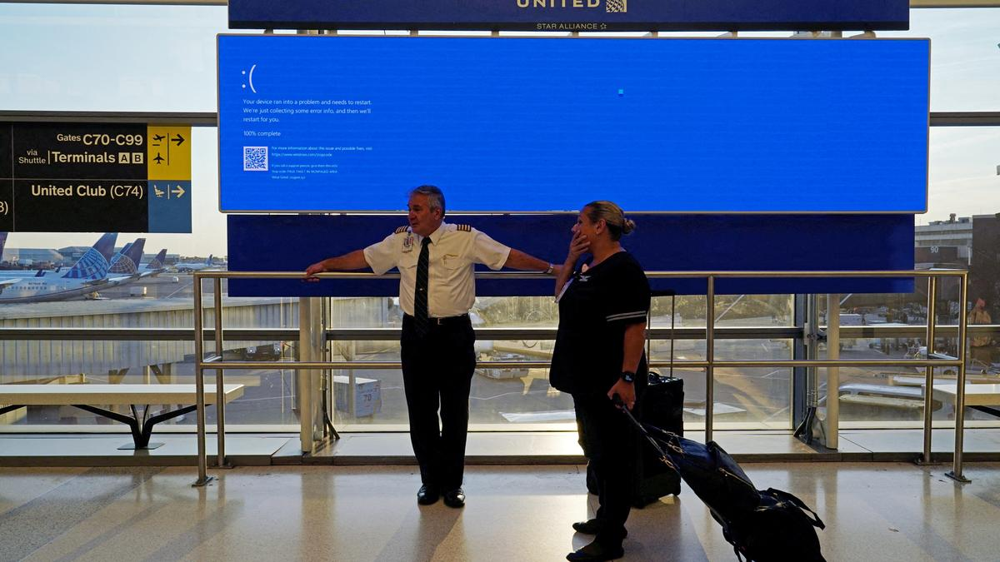 UNITED
STAR ALLIANCE
:(
Your device ran into a problem and needs to restart.
We're just collecting some error info, and then we'll
restart for you.
100% complete
For more information about this issue and possible fixes, visit
https://www.windows.com/stopcode
If you call a support person, give them this info:
Stop code: PAGE FAULT IN NONPAGED AREA
What failed: csagent.sys
Gates C70-C99
via Shuttle Terminals A B
United Club (C74)
)
90
70